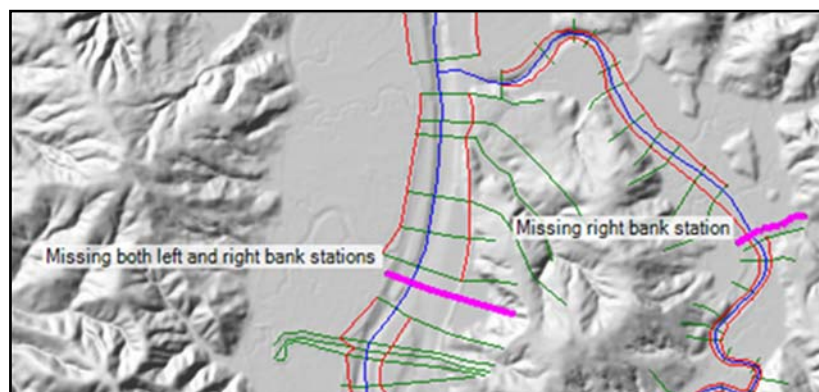 Missing right bank station
Missing both left and right bank stations